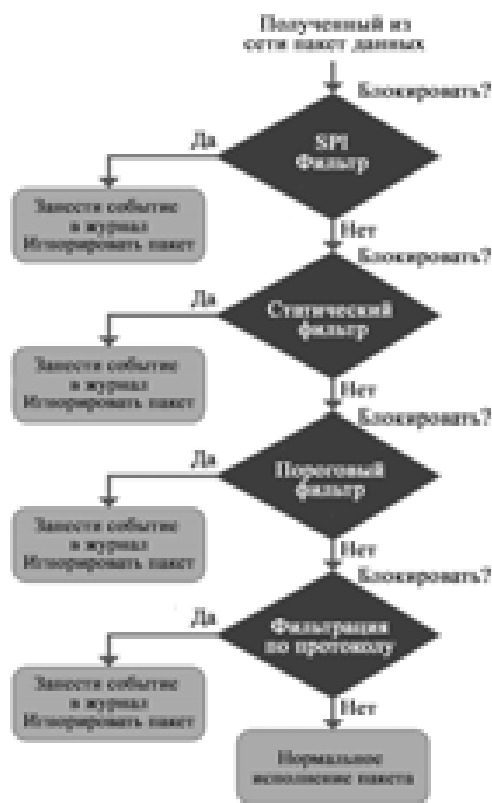 Полученный из
сети пакет данных
Блокировать?
SPI
Фильтр
Да
Занести событие
в журнал
Игнорировать пакет
Нет
Блокировать?
Статический
фильтр
Да
Занести событие
в журнал
Игнорировать пакет
Нет
Блокировать?
Пороговый
фильтр
Да
Занести событие
в журнал
Игнорировать пакет
Нет
Блокировать?
Фильтрация
по протоколу
Да
Занести событие
в журнал
Игнорировать пакет
Нет
Нормальное
исполнение пакета